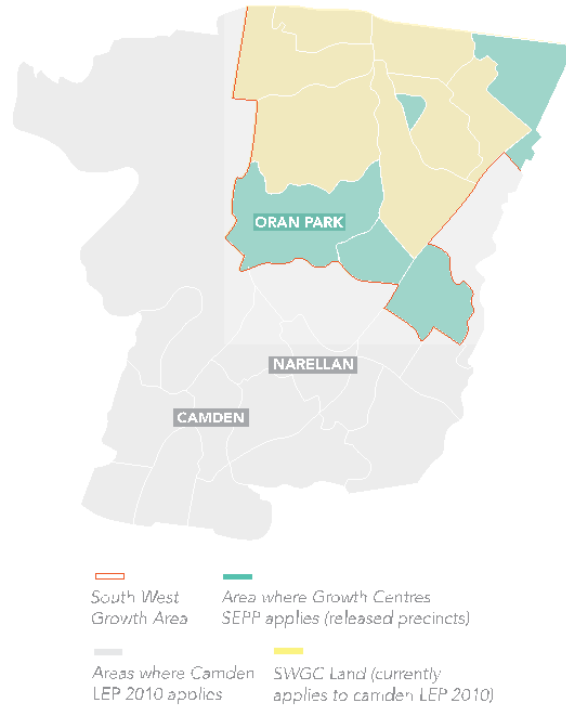 ORAN PARK
NARELLAN
CAMDEN
South West
Growth Area
Area where Growth Centres
SEPP applies (released precincts)
Areas where Camden
LEP 2010 applies
SWGC Land (currently
applies to camden LEP 2010)